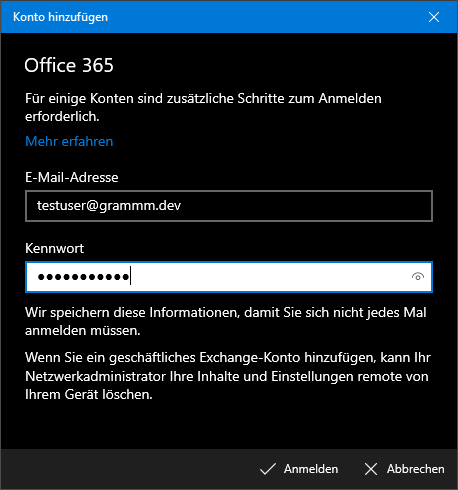 Konto hinzufügen
Office 365
Für einige Konten sind zusätzliche Schritte zum Anmelden
erforderlich.
Mehr erfahren
E-Mail-Adresse
testuser@grammm.dev
Kennwort
●●●●●●●●●●●
Wir speichern diese Informationen, damit Sie sich nicht jedes Mal
anmelden müssen.
Wenn Sie ein geschäftliches Exchange-Konto hinzufügen, kann Ihr
Netzwerkadministrator Ihre Inhalte und Einstellungen remote von
Ihrem Gerät löschen.
Anmelden Abbrechen